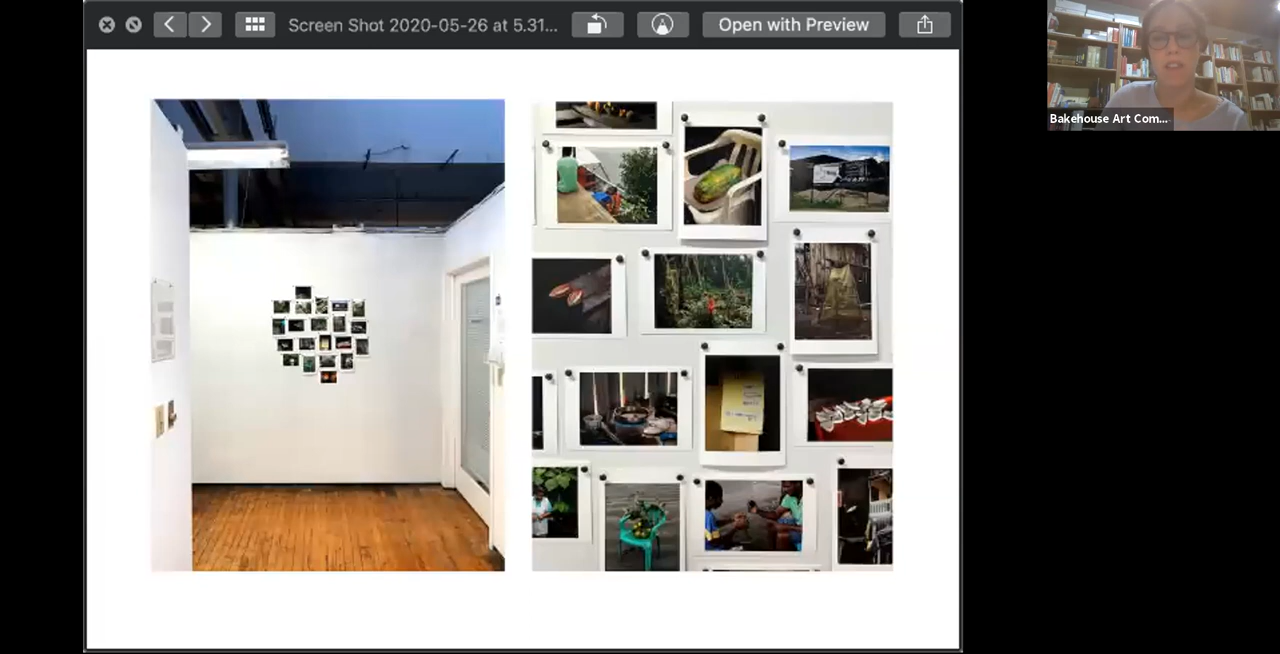 Screen Shot 2020-05-26 at 5.31...
Open with Preview
Bakehouse Art Com...